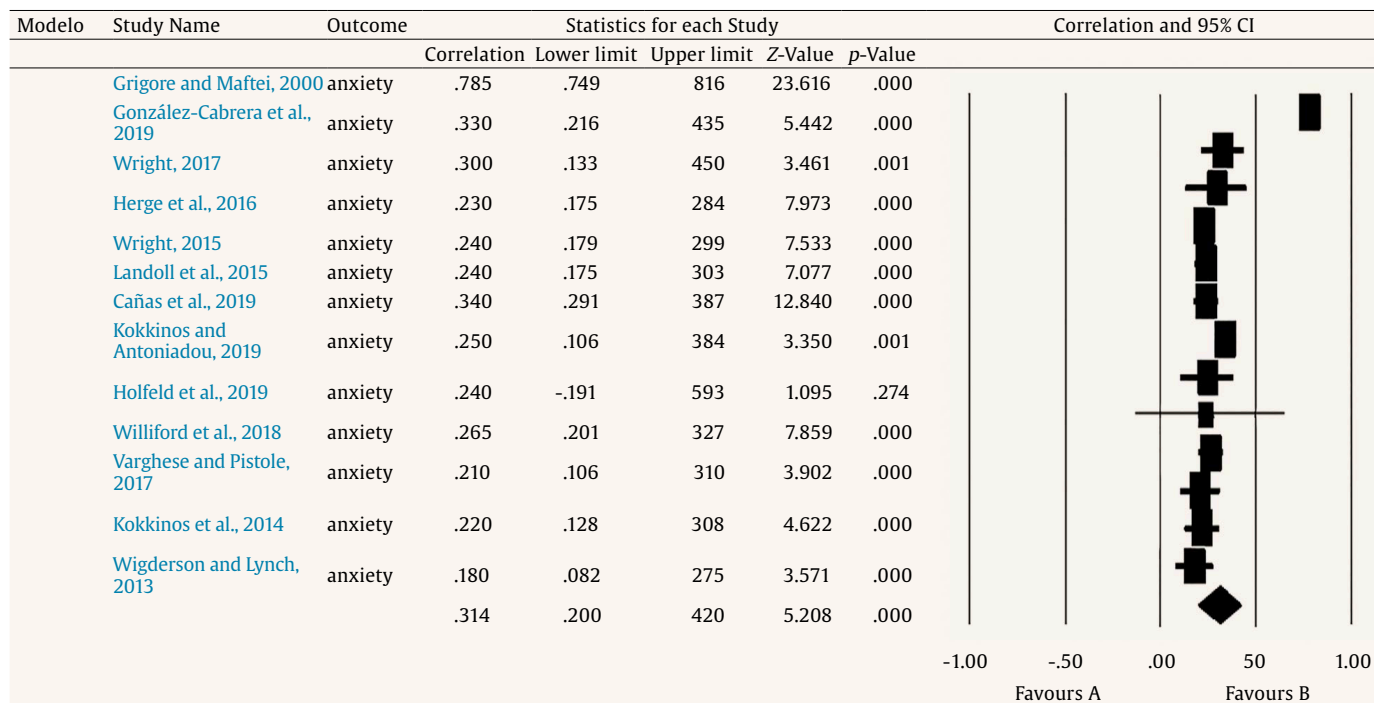 Modelo Study Name Outcome Statistics for each Study Correlation and 95% CI
Correlation Lower limit Upper limit Z-Value p-Value
Grigore and Maftei, 2000 anxiety .785 .749 816 23.616 .000
González-Cabrera et al.,
2019 anxiety .330 .216 435 5.442 .000
Wright, 2017 anxiety .300 .133 450 3.461 .001
Herge et al., 2016 anxiety .230 .175 284 7.973 .000
Wright, 2015 anxiety .240 .179 299 7.533 .000
Landoll et al., 2015 anxiety .240 .175 303 7.077 .000
Cañas et al., 2019 anxiety .340 .291 387 12.840 .000
Kokkinos and
Antoniadou, 2019 anxiety .250 .106 384 3.350 .001
Holfeld et al., 2019 anxiety .240 -.191 593 1.095 .274
Williford et al., 2018 anxiety .265 .201 327 7.859 .000
Varghese and Pistole,
2017 anxiety .210 .106 310 3.902 .000
Kokkinos et al., 2014 anxiety .220 .128 308 4.622 .000
Wigderson and Lynch,
2013 anxiety .180 .082 275 3.571 .000
.314 .200 420 5.208 .000
-1.00 -.50 .00 50 1.00
Favours A Favours B